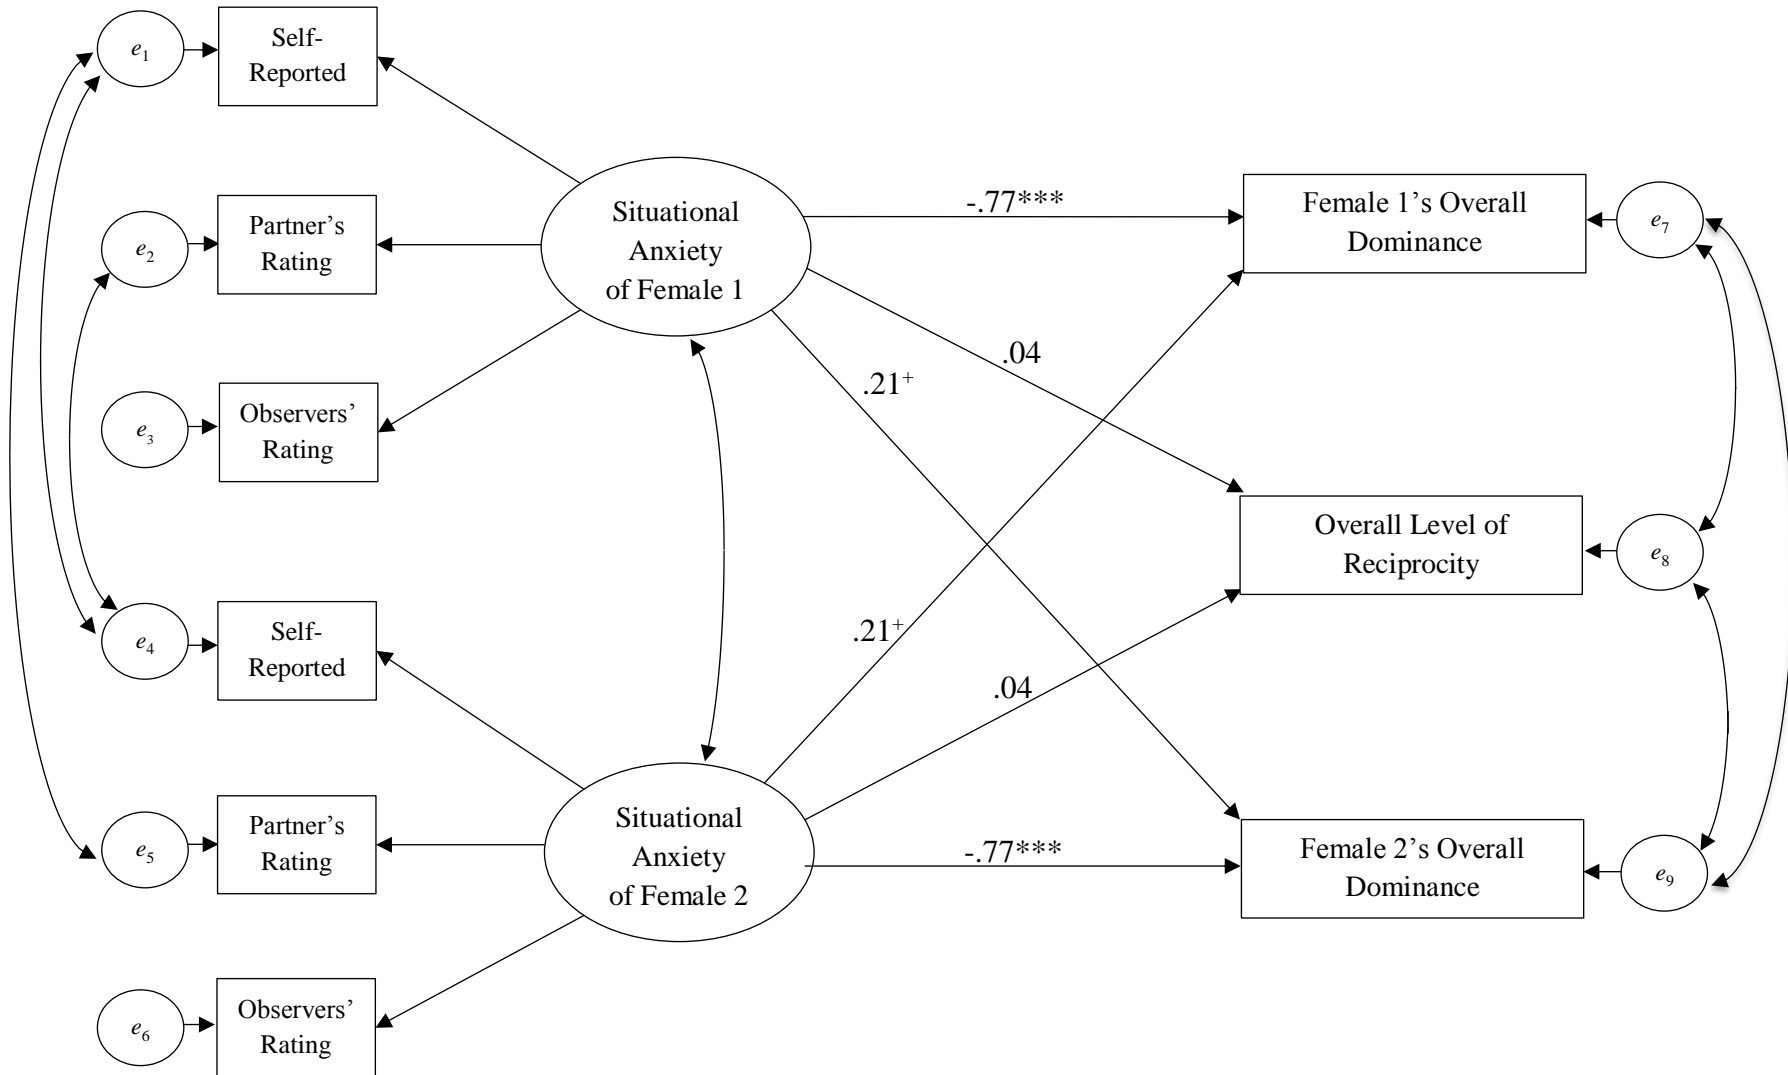 e1
Self-
Reported
e2
Partner's
Rating
e3
Observers'
Rating
e4
Self-
Reported
e5
Partner's
Rating
e6
Observers'
Rating
Situational
Anxiety
of Female 1
Situational
Anxiety
of Female 2
-.77***
.04
.21+
.21+
.04
-.77***
Female 1's Overall
Dominance
e7
Overall Level of
Reciprocity
e8
Female 2's Overall
Dominance
e9